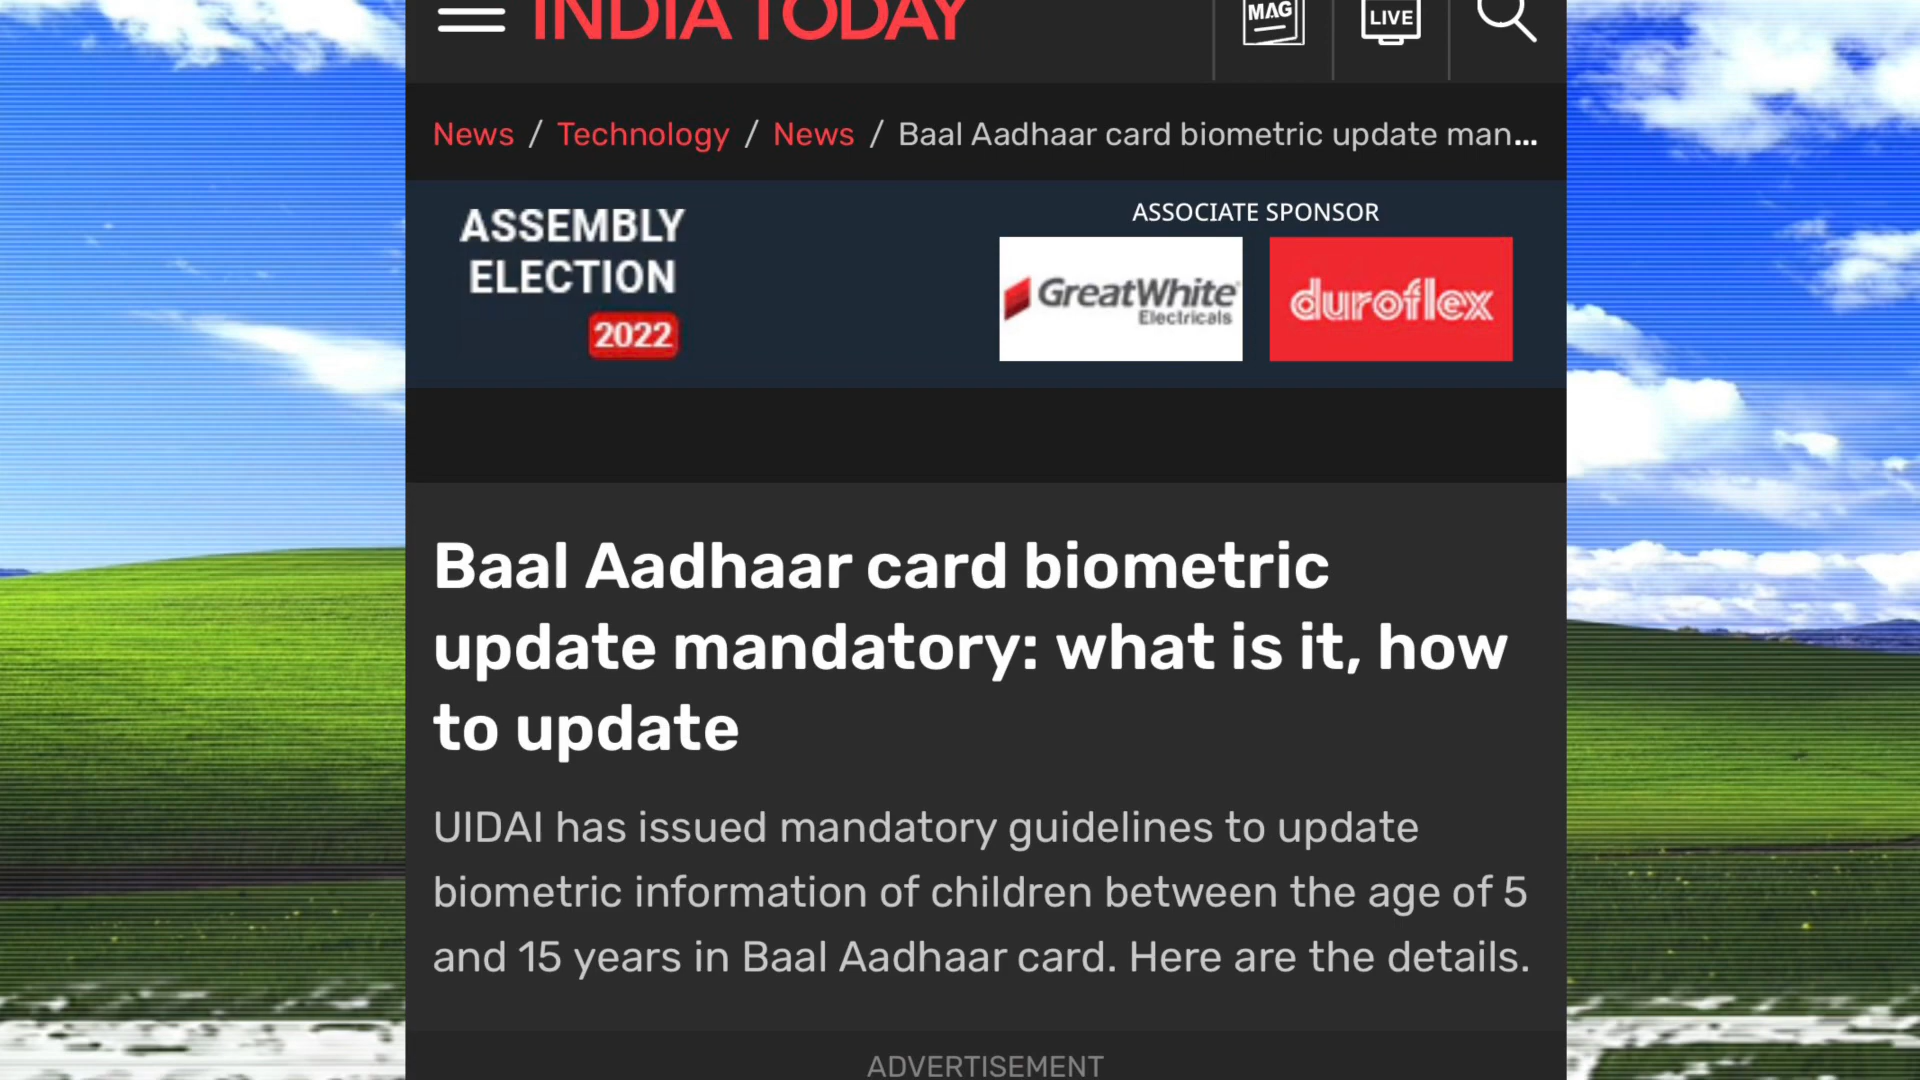 INDIA TODAY
MAG
LIVE
News / Technology / News / Baal Aadhaar card biometric update man...
ASSEMBLY
ELECTION
2022
ASSOCIATE SPONSOR
GreatWhite
Electricals
duroflex
Baal Aadhaar card biometric
update mandatory: what is it, how
to update
UIDAI has issued mandatory guidelines to update
biometric information of children between the age of 5
and 15 years in Baal Aadhaar card. Here are the details.
ADVERTISEMENT